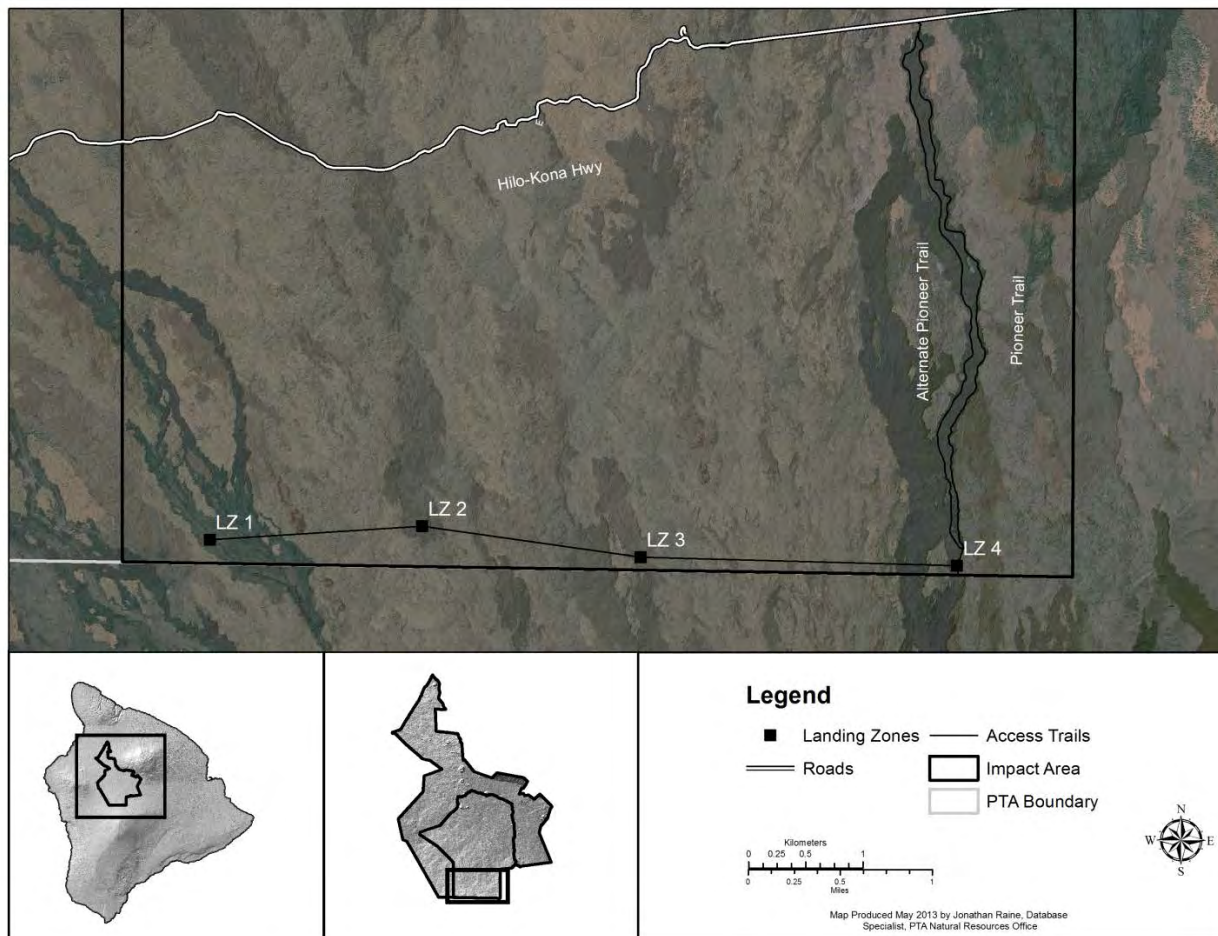 Hilo-Kona Hwy
Alternate Pioneer Trail
Pioneer Trail
LZ 1
LZ 2
LZ 3
LZ 4
Legend
Landing Zones
Access Trails
Roads
Impact Area
PTA Boundary
Kilometers
0 0.25 0.5 1
0 0.25 0.5 1
Miles
N
W E
S
Map Produced May 2013 by Jonathan Raine, Database
Specialist, PTA Natural Resources Office